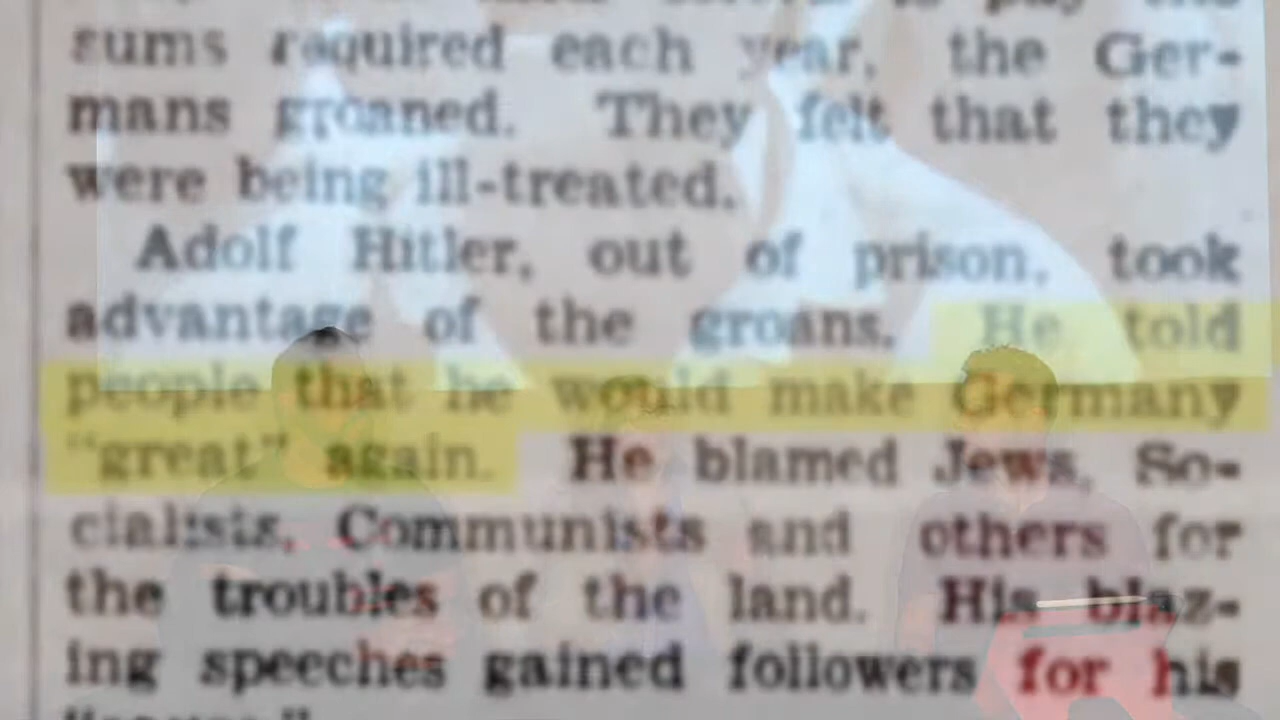 sums required each year, the Ger-
mans groaned. They felt that they
were being ill-treated.
Adolf Hitler, out of prison, took
advantage of the groans. He told
people that he would make Germany
"great" again. He blamed Jews, So-
cialists, Communists and others for
the troubles of the land. His blaz-
ing speeches gained followers for his